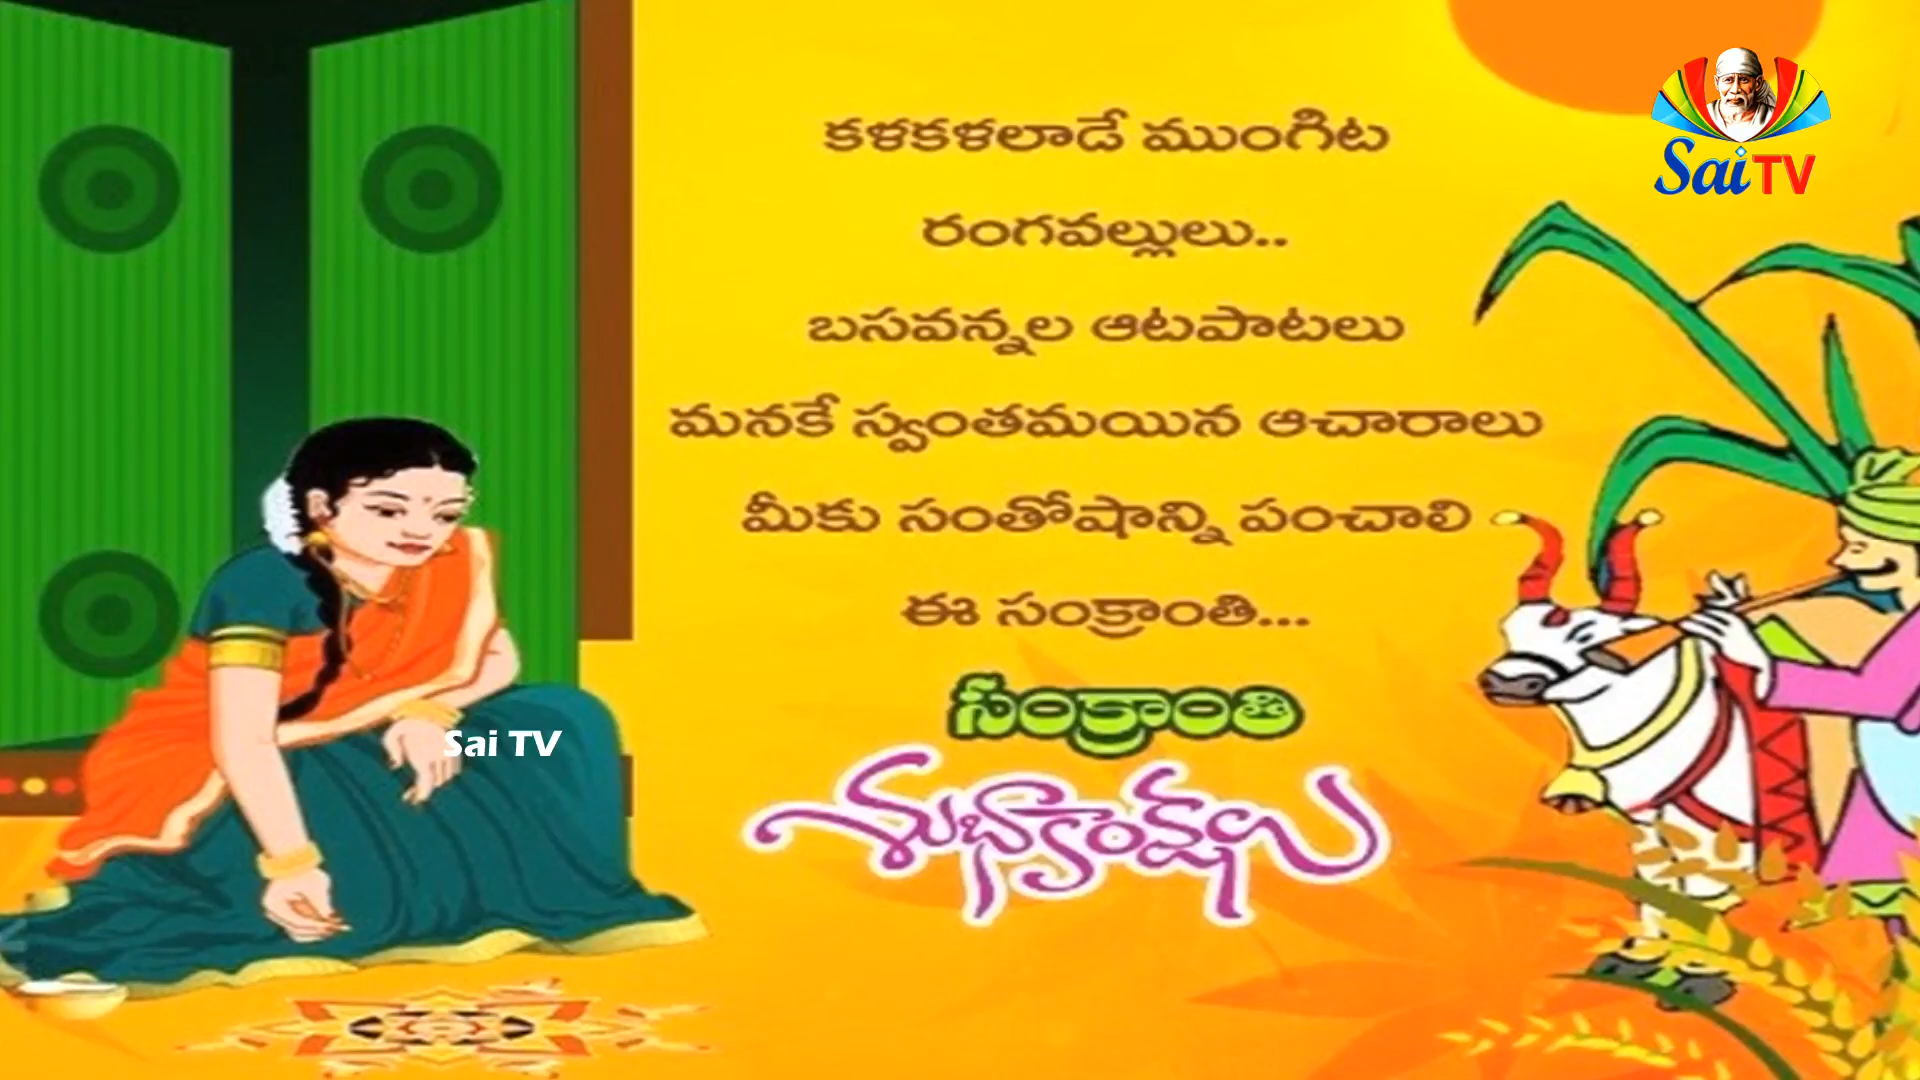 కళకళలాడే ముంగిట
రంగవల్లులు..
బసవన్నల ఆటపాటలు
మనకే స్వంతమయిన ఆచారాలు
మీకు సంతోషాన్ని పంచాలి
ఈ సంక్రాంతి...
సంక్రాంతి
శుభాకాంక్షలు
Sai TV
Sai TV